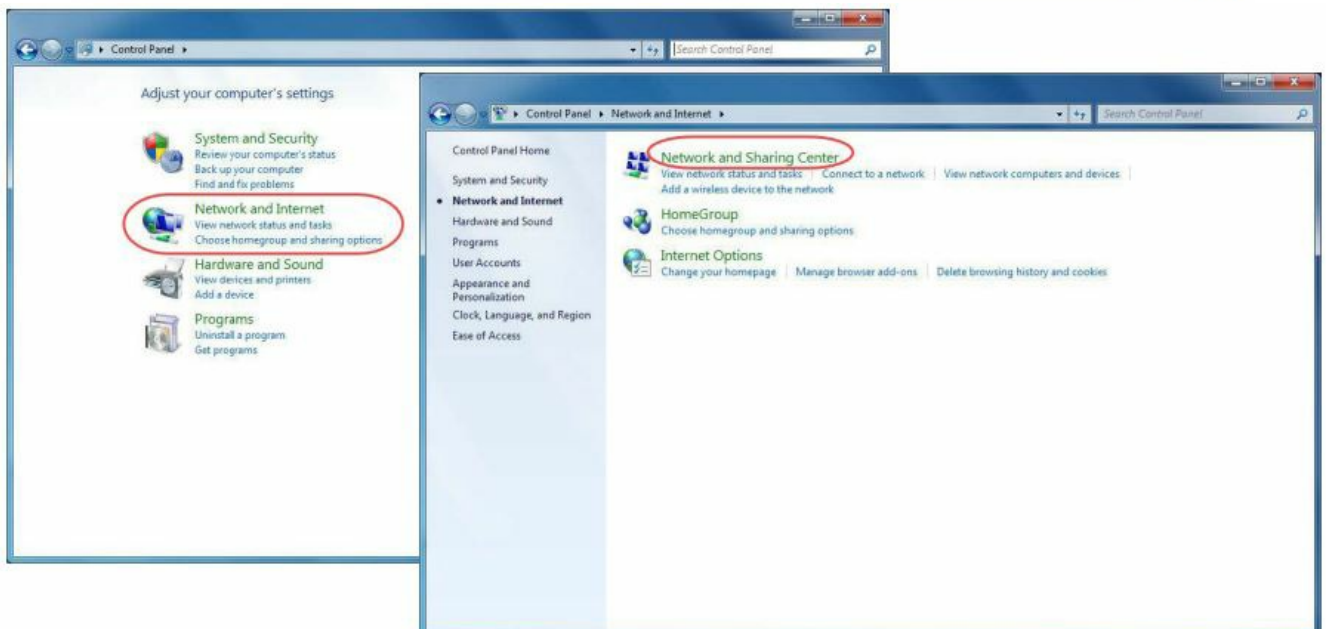 Control Panel
Search Control Panel
Adjust your computer's settings
System and Security
Review your computer's status
Back up your computer
Find and fix problems
Network and Internet
View network status and tasks
Choose homegroup and sharing options
Hardware and Sound
View devices and printers
Add a device
Programs
Uninstall a program
Get programs
Control Panel Network and Internet
Search Control Panel
Control Panel Home
System and Security
Network and Internet
Hardware and Sound
Programs
User Accounts
Appearance and
Personalization
Clock, Language, and Region
Ease of Access
Network and Sharing Center
View network status and tasks Connect to a network View network computers and devices
Add a wireless device to the network
HomeGroup
Choose homegroup and sharing options
Internet Options
Change your homepage Manage browser add-ons Delete browsing history and cookies